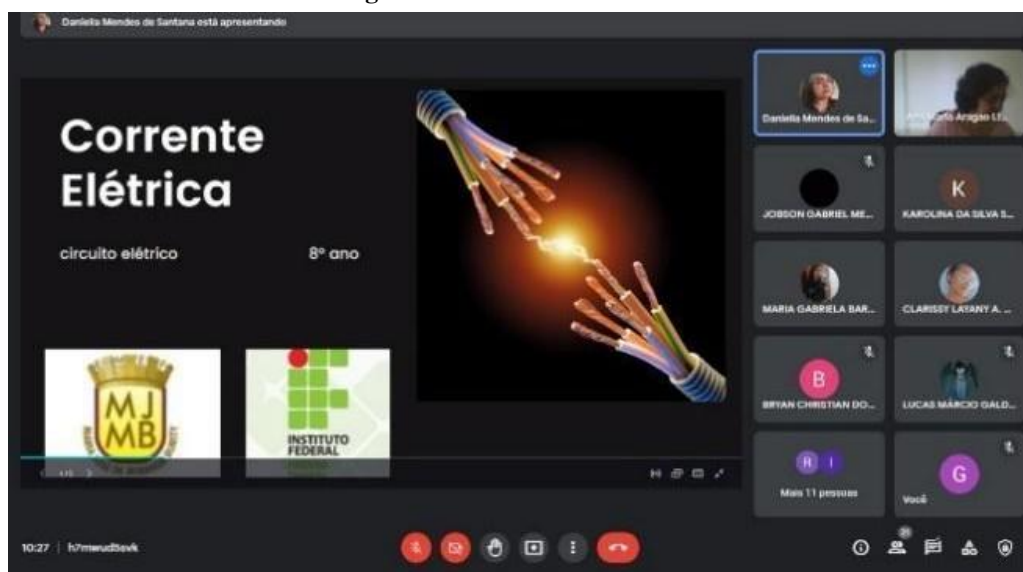 Daniella Mendes de Santana está apresentando
Corrente
Elétrica
circuito elétrico
8º ano
MJ
MB
INSTITUTO
FEDERAL
Daniella Mendes de Sa...
Aragão
JOBSON GABRIEL ME...
K
KAROLINA DA SILVA S...
MARIA GABRIELA BAR...
CLARISSY LAYANY A. ...
B
BRYAN CHRISTIAN DO...
LUCAS MÁRCIO GALD...
R I
Mais 11 pessoas
G
Você
10:27